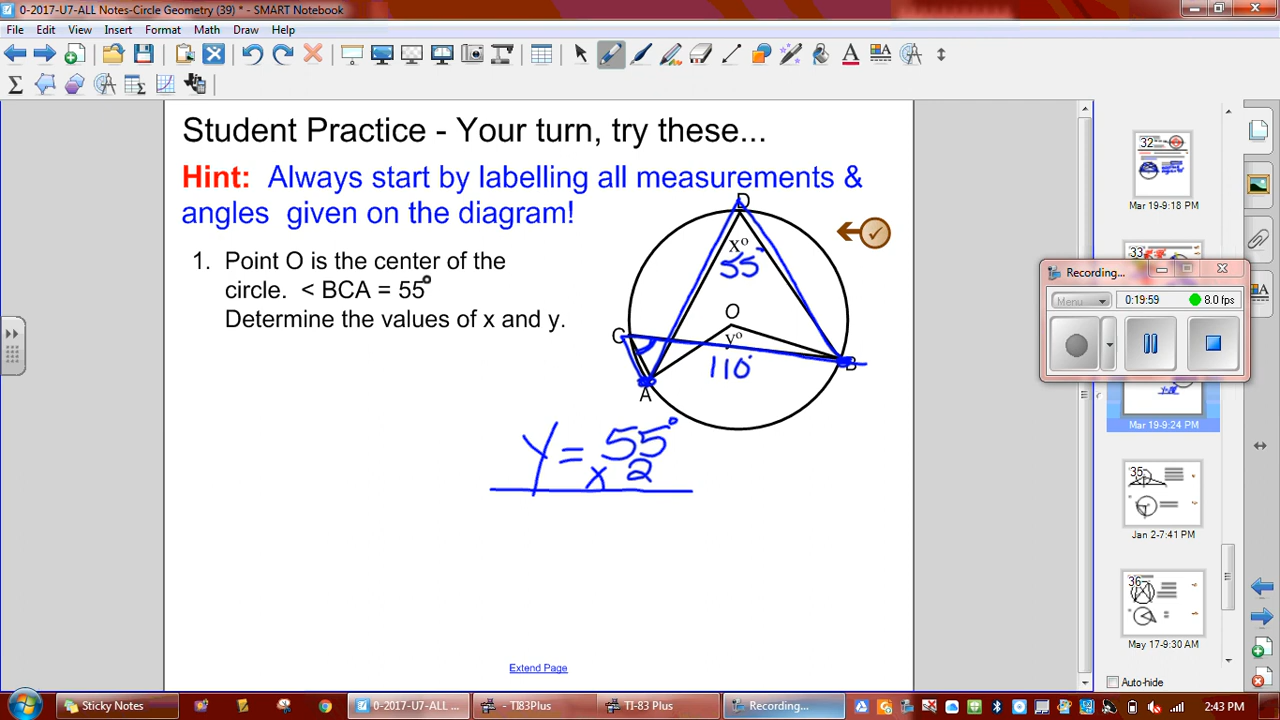 0-2017-U7-ALL Notes-Circle Geometry (39) * - SMART Notebook
File Edit View Insert Format Math Draw Help
Student Practice - Your turn, try these...
Hint: Always start by labelling all measurements &
angles given on the diagram!
1. Point O is the center of the
circle. < BCA = 55°
Determine the values of x and y.
D
x°
55°
O
C
y°
110°
B
A
y = 55°
x 2
Extend Page
32
Mar 19-9:18 PM
33
Recording...
Menu
0:19:59
8.0 fps
Mar 19-9:24 PM
35
Jan 2-7:41 PM
36
May 17-9:30 AM
Auto-hide
Sticky Notes
0-2017-U7-ALL ...
- TI83Plus
TI-83 Plus
Recording...
2:43 PM